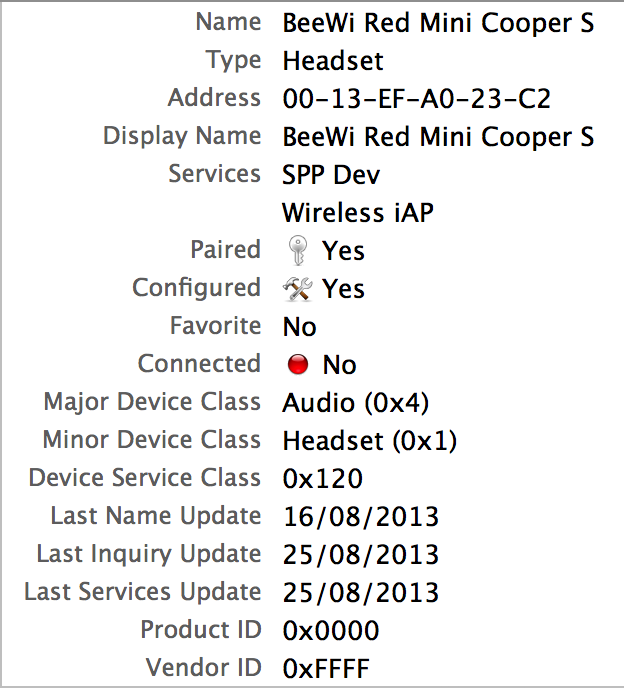 Name BeeWi Red Mini Cooper S
Type Headset
Address 00-13-EF-A0-23-C2
Display Name BeeWi Red Mini Cooper S
Services SPP Dev
Wireless iAP
Paired Yes
Configured Yes
Favorite No
Connected No
Major Device Class Audio (0x4)
Minor Device Class Headset (0x1)
Device Service Class 0x120
Last Name Update 16/08/2013
Last Inquiry Update 25/08/2013
Last Services Update 25/08/2013
Product ID 0x0000
Vendor ID 0xFFFF